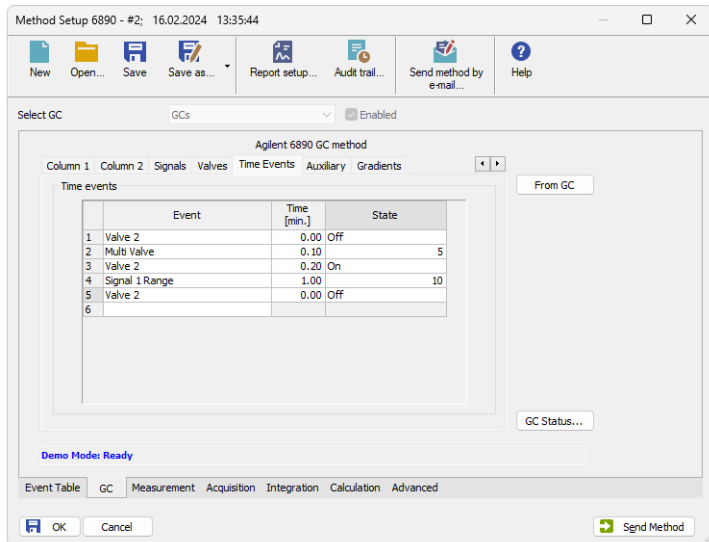 Method Setup 6890 - #2; 16.02.2024 13:35:44
New Open... Save Save as... Report setup... Audit trail... Send method by e-mail... Help
Select GC GCs Enabled
Agilent 6890 GC method
Column 1 Column 2 Signals Valves Time Events Auxiliary Gradients
Time events From GC
Event Time [min.] State
1 Valve 2 0.00 Off
2 Multi Valve 0.10 5
3 Valve 2 0.20 On
4 Signal 1 Range 1.00 10
5 Valve 2 0.00 Off
6
GC Status...
Demo Mode: Ready
Event Table GC Measurement Acquisition Integration Calculation Advanced
OK Cancel Send Method